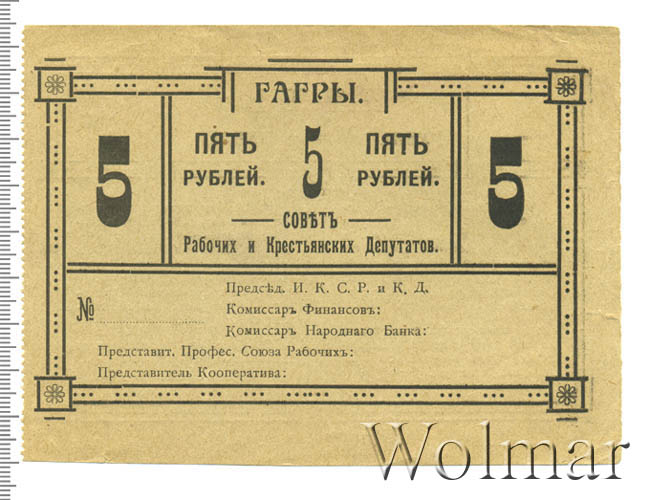 ГАГРЫ.
5
ПЯТЬ 5 ПЯТЬ
РУБЛЕЙ. РУБЛЕЙ.
5
СОВѢТЪ
Рабочих и Крестьянских Депутатов.
Предсѣд. И. К. С. Р. и К. Д.
№
Комиссаръ Финансовъ:
Комиссаръ Народнаго Банка:
Представит. Профес. Союза Рабочихъ:
Представитель Кооператива:
Wolmar